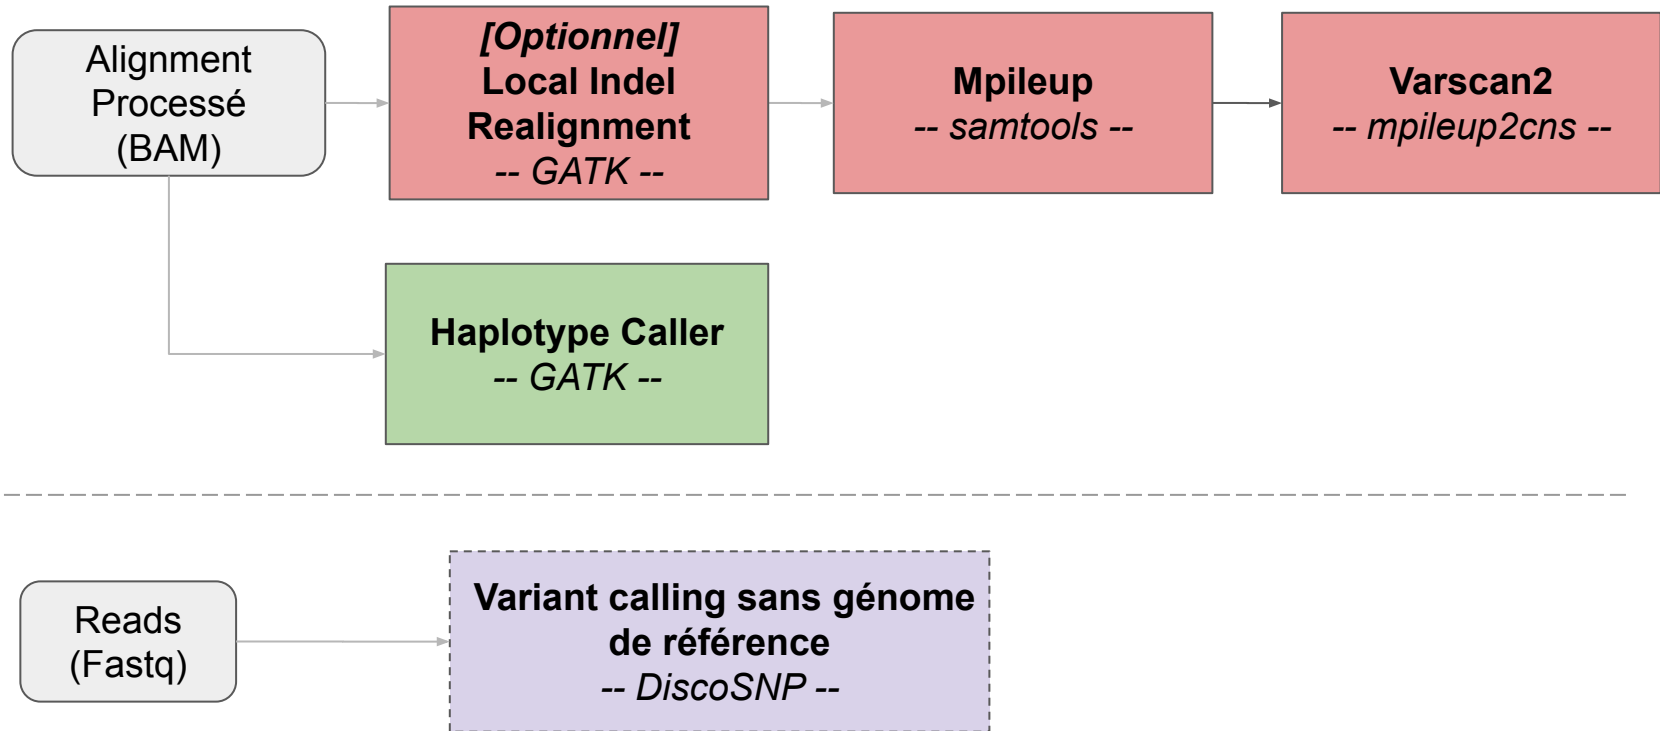 Alignment
Processé
(BAM)
[Optionnel]
Local Indel
Realignment
-- GATK --
Mpileup
-- samtools --
Varscan2
-- mpileup2cns --
Haplotype Caller
-- GATK --
Reads
(Fastq)
Variant calling sans génome
de référence
-- DiscoSNP --